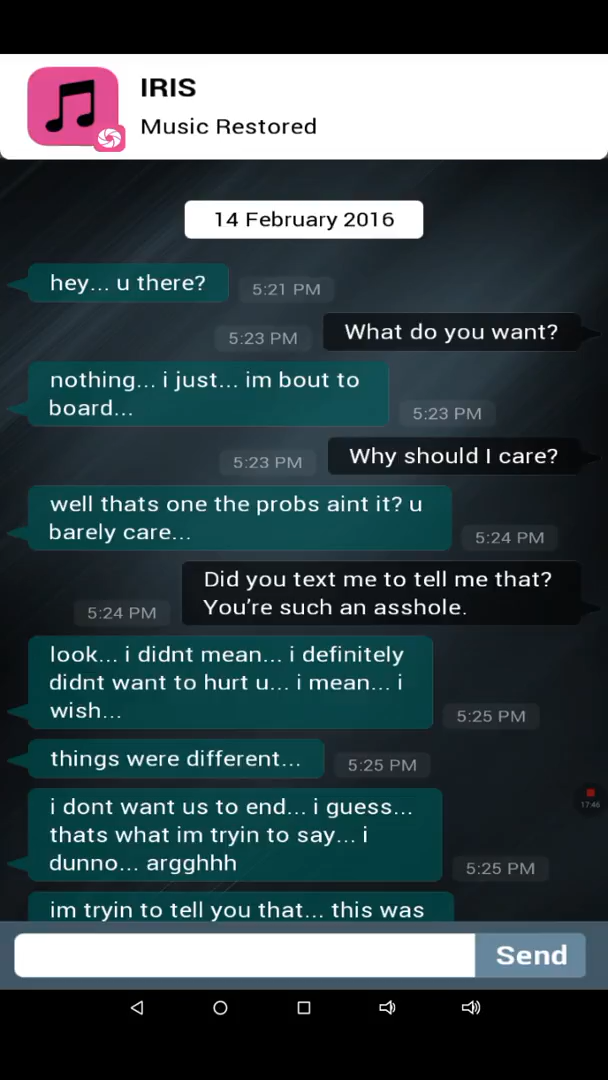 IRIS
Music Restored
14 February 2016
hey... u there?
5:21 PM
What do you want?
5:23 PM
nothing... i just... im bout to
board...
5:23 PM
Why should I care?
5:23 PM
well thats one the probs aint it? u
barely care...
5:24 PM
Did you text me to tell me that?
You're such an asshole.
5:24 PM
look... i didnt mean... i definitely
didnt want to hurt u... i mean... i
wish...
5:25 PM
things were different...
5:25 PM
i dont want us to end... i guess...
thats what im tryin to say... i
dunno... argghhh
5:25 PM
17:46
im tryin to tell you that... this was
Send